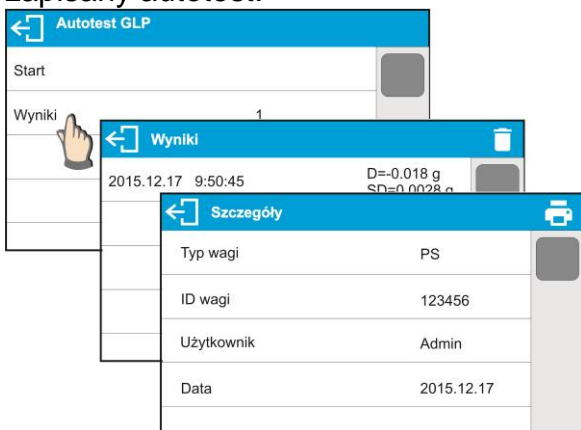 zapisany autotest.
Autotest GLP
Start
Wyniki 1
Wyniki
2015.12.17 9:50:45 D=-0.018 g
SD=0.0028 g
Szczegóły
Typ wagi PS
ID wagi 123456
Użytkownik Admin
Data 2015.12.17